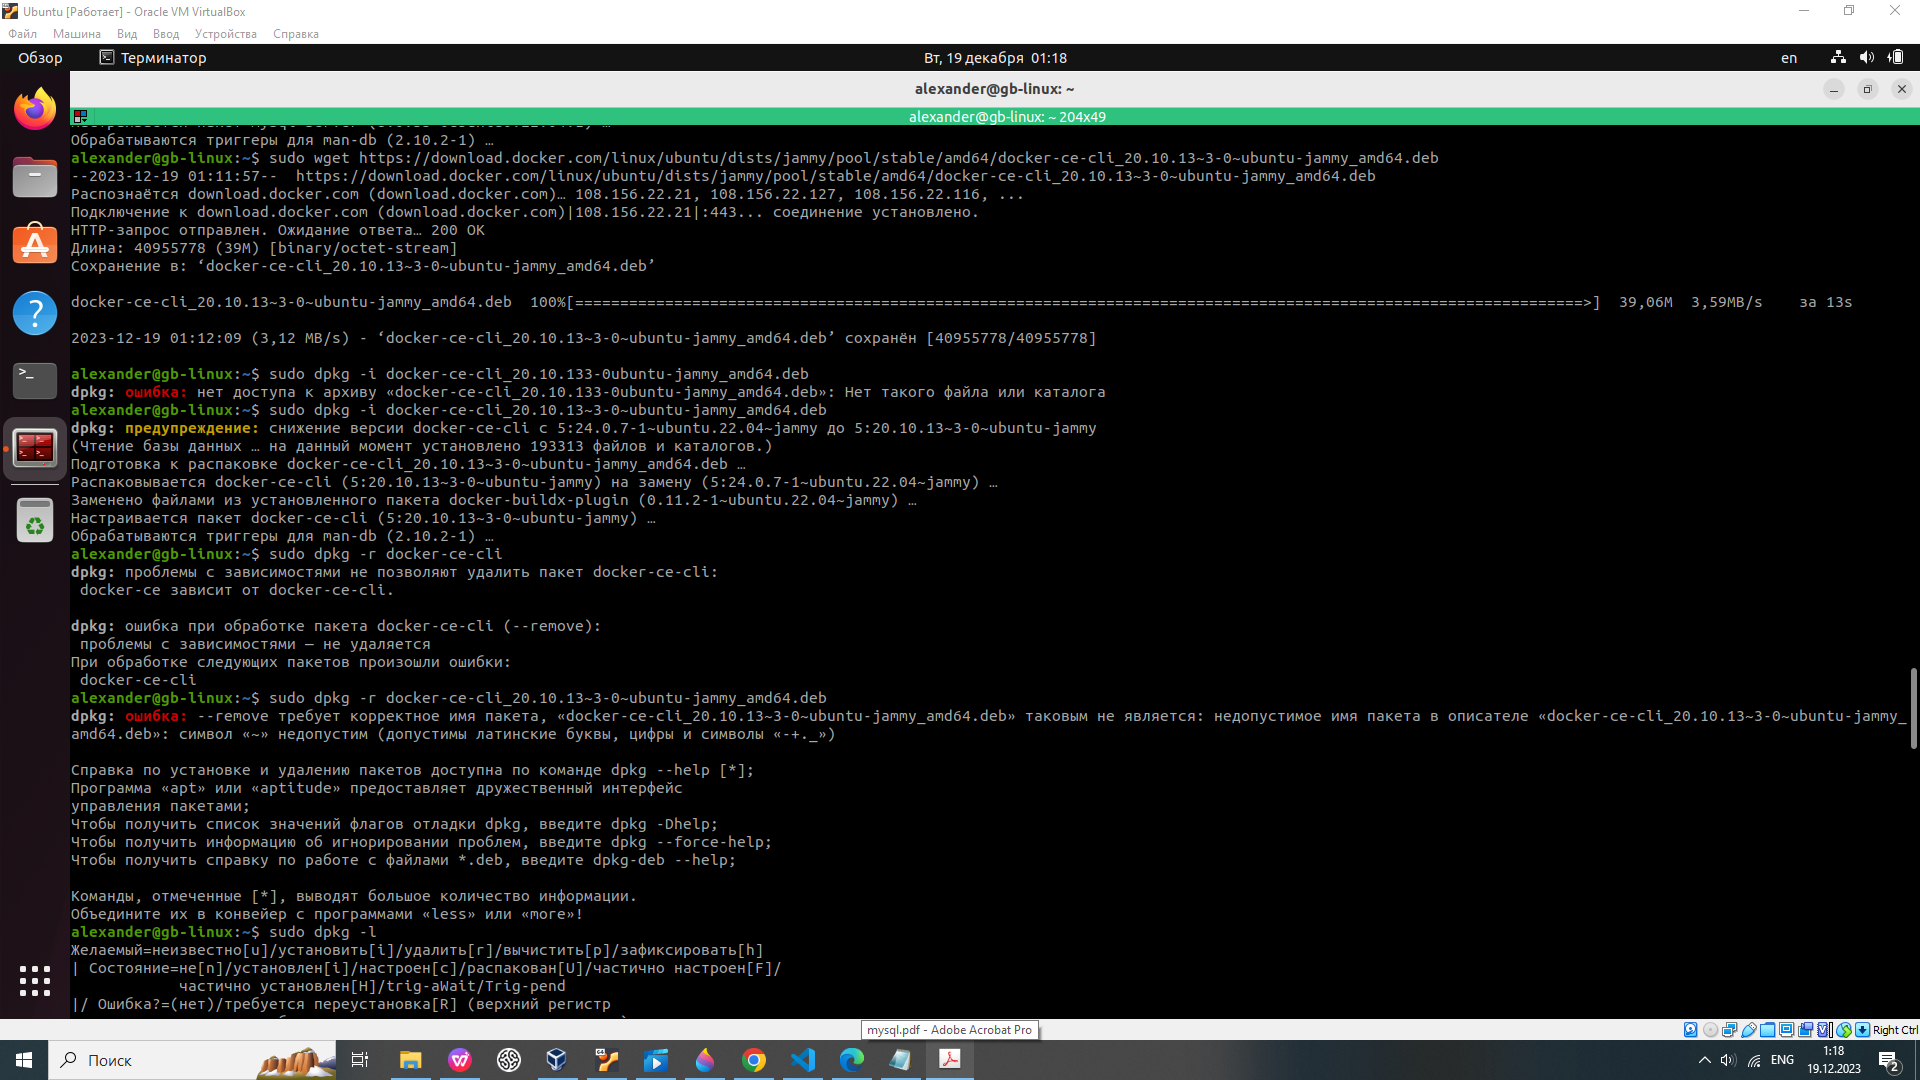 Ubuntu [Работает] - Oracle VM VirtualBox
Файл Машина Вид Ввод Устройства Справка
Обзор Терминатор Вт, 19 декабря 01:18 en
alexander@gb-linux: ~
alexander@gb-linux: ~ 204x49
Обрабатываются триггеры для man-db (2.10.2-1) …
alexander@gb-linux:~$ sudo wget https://download.docker.com/linux/ubuntu/dists/jammy/pool/stable/amd64/docker-ce-cli_20.10.13~3-0~ubuntu-jammy_amd64.deb
--2023-12-19 01:11:57--  https://download.docker.com/linux/ubuntu/dists/jammy/pool/stable/amd64/docker-ce-cli_20.10.13~3-0~ubuntu-jammy_amd64.deb
Распознаётся download.docker.com (download.docker.com)… 108.156.22.21, 108.156.22.127, 108.156.22.116, ...
Подключение к download.docker.com (download.docker.com)|108.156.22.21|:443... соединение установлено.
HTTP-запрос отправлен. Ожидание ответа… 200 OK
Длина: 40955778 (39M) [binary/octet-stream]
Сохранение в: ‘docker-ce-cli_20.10.13~3-0~ubuntu-jammy_amd64.deb’
docker-ce-cli_20.10.13~3-0~ubuntu-jammy_amd64.deb  100%[================================================================================================================>]  39,06M  3,59MB/s    за 13s
2023-12-19 01:12:09 (3,12 MB/s) - ‘docker-ce-cli_20.10.13~3-0~ubuntu-jammy_amd64.deb’ сохранён [40955778/40955778]
alexander@gb-linux:~$ sudo dpkg -i docker-ce-cli_20.10.133-0ubuntu-jammy_amd64.deb
dpkg: ошибка: нет доступа к архиву «docker-ce-cli_20.10.133-0ubuntu-jammy_amd64.deb»: Нет такого файла или каталога
alexander@gb-linux:~$ sudo dpkg -i docker-ce-cli_20.10.13~3-0~ubuntu-jammy_amd64.deb
dpkg: предупреждение: снижение версии docker-ce-cli с 5:24.0.7-1~ubuntu.22.04~jammy до 5:20.10.13~3-0~ubuntu-jammy
(Чтение базы данных … на данный момент установлено 193313 файлов и каталогов.)
Подготовка к распаковке docker-ce-cli_20.10.13~3-0~ubuntu-jammy_amd64.deb …
Распаковывается docker-ce-cli (5:20.10.13~3-0~ubuntu-jammy) на замену (5:24.0.7-1~ubuntu.22.04~jammy) …
Заменено файлами из установленного пакета docker-buildx-plugin (0.11.2-1~ubuntu.22.04~jammy) …
Настраивается пакет docker-ce-cli (5:20.10.13~3-0~ubuntu-jammy) …
Обрабатываются триггеры для man-db (2.10.2-1) …
alexander@gb-linux:~$ sudo dpkg -r docker-ce-cli
dpkg: проблемы с зависимостями не позволяют удалить пакет docker-ce-cli:
 docker-ce зависит от docker-ce-cli.
dpkg: ошибка при обработке пакета docker-ce-cli (--remove):
 проблемы с зависимостями — не удаляется
При обработке следующих пакетов произошли ошибки:
 docker-ce-cli
alexander@gb-linux:~$ sudo dpkg -r docker-ce-cli_20.10.13~3-0~ubuntu-jammy_amd64.deb
dpkg: ошибка: --remove требует корректное имя пакета, «docker-ce-cli_20.10.13~3-0~ubuntu-jammy_amd64.deb» таковым не является: недопустимое имя пакета в описателе «docker-ce-cli_20.10.13~3-0~ubuntu-jammy_
amd64.deb»: символ «~» недопустим (допустимы латинские буквы, цифры и символы «-+._»)
Справка по установке и удалению пакетов доступна по команде dpkg --help [*];
Программа «apt» или «aptitude» предоставляет дружественный интерфейс
управления пакетами;
Чтобы получить список значений флагов отладки dpkg, введите dpkg -Dhelp;
Чтобы получить информацию об игнорировании проблем, введите dpkg --force-help;
Чтобы получить справку по работе с файлами *.deb, введите dpkg-deb --help;
Команды, отмеченные [*], выводят большое количество информации.
Объедините их в конвейер с программами «less» или «more»!
alexander@gb-linux:~$ sudo dpkg -l
Желаемый=неизвестно[u]/установить[i]/удалить[r]/вычистить[p]/зафиксировать[h]
| Состояние=не[n]/установлен[i]/настроен[c]/распакован[U]/частично настроен[F]/
            частично установлен[H]/trig-aWait/Trig-pend
|/ Ошибка?=(нет)/требуется переустановка[R] (верхний регистр
mysql.pdf - Adobe Acrobat Pro
Right Ctrl
Поиск
ENG
1:18
19.12.2023
2